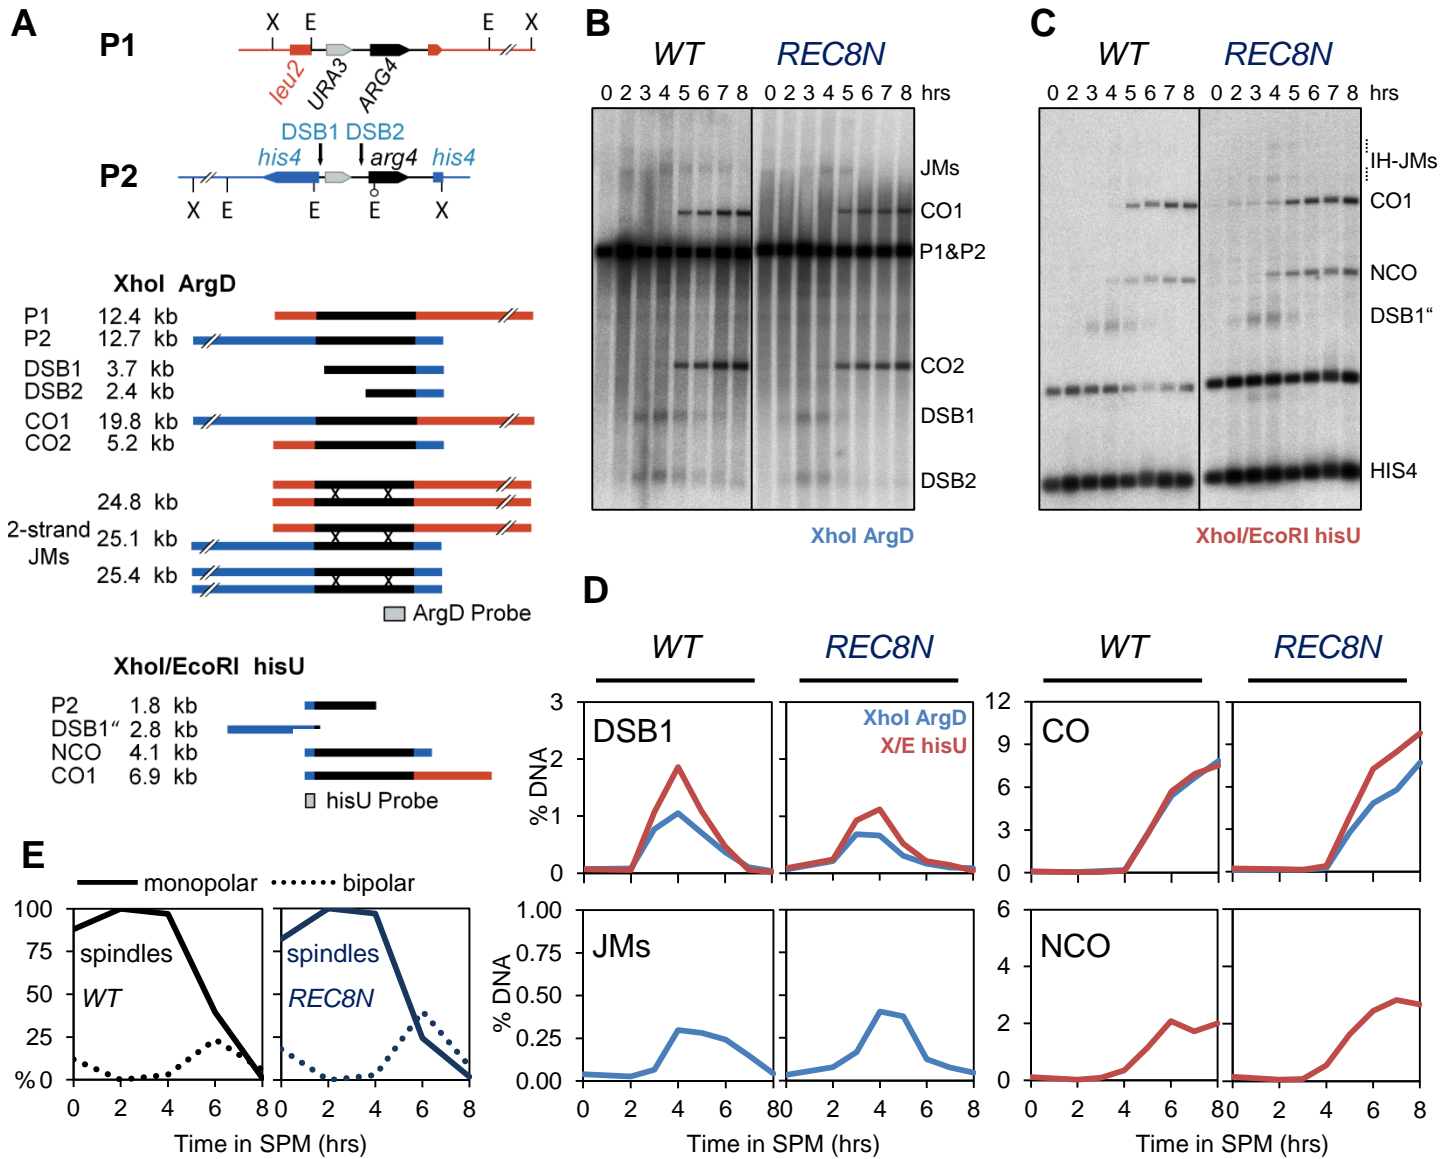 A
P1
X E E X
leu2 URA3 ARG4
DSB1 DSB2
his4 arg4 his4
P2
X E E E X
XhoI ArgD
P1 12.4 kb
P2 12.7 kb
DSB1 3.7 kb
DSB2 2.4 kb
CO1 19.8 kb
CO2 5.2 kb
24.8 kb
2-strand JMs
25.1 kb
25.4 kb
ArgD Probe
XhoI/EcoRI hisU
P2 1.8 kb
DSB1“ 2.8 kb
NCO 4.1 kb
CO1 6.9 kb
hisU Probe
B
WT REC8N
0 2 3 4 5 6 7 8 0 2 3 4 5 6 7 8 hrs
JMs
CO1
P1&P2
CO2
DSB1
DSB2
XhoI ArgD
C
WT REC8N
0 2 3 4 5 6 7 8 0 2 3 4 5 6 7 8 hrs
IH-JMs
CO1
NCO
DSB1“
HIS4
XhoI/EcoRI hisU
D
WT REC8N WT REC8N
3 2 1 0
% DNA
DSB1
XhoI ArgD
X/E hisU
12 9 6 3 0
CO
1.00 0.75 0.50 0.25 0.00
% DNA
JMs
6 4 2 0
NCO
0 2 4 6 8 0 2 4 6 8
Time in SPM (hrs)
0 2 4 6 8 0 2 4 6 8
Time in SPM (hrs)
E
monopolar bipolar
100 75 50 25 % 0
spindles
WT
spindles
REC8N
0 2 4 6 8 0 2 4 6 8
Time in SPM (hrs)